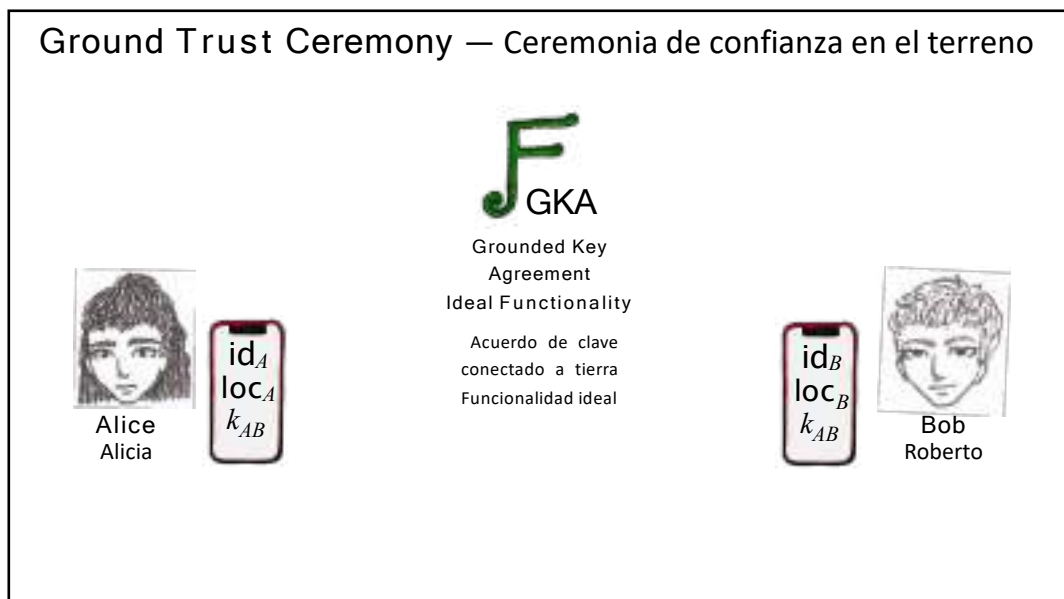 Ground Trust Ceremony — Ceremonia de confianza en el terreno
F GKA
Grounded Key
Agreement
Ideal Functionality
Acuerdo de clave
conectado a tierra
Funcionalidad ideal
id_A
loc_A
k_AB
Alice
Alicia
id_B
loc_B
k_AB
Bob
Roberto